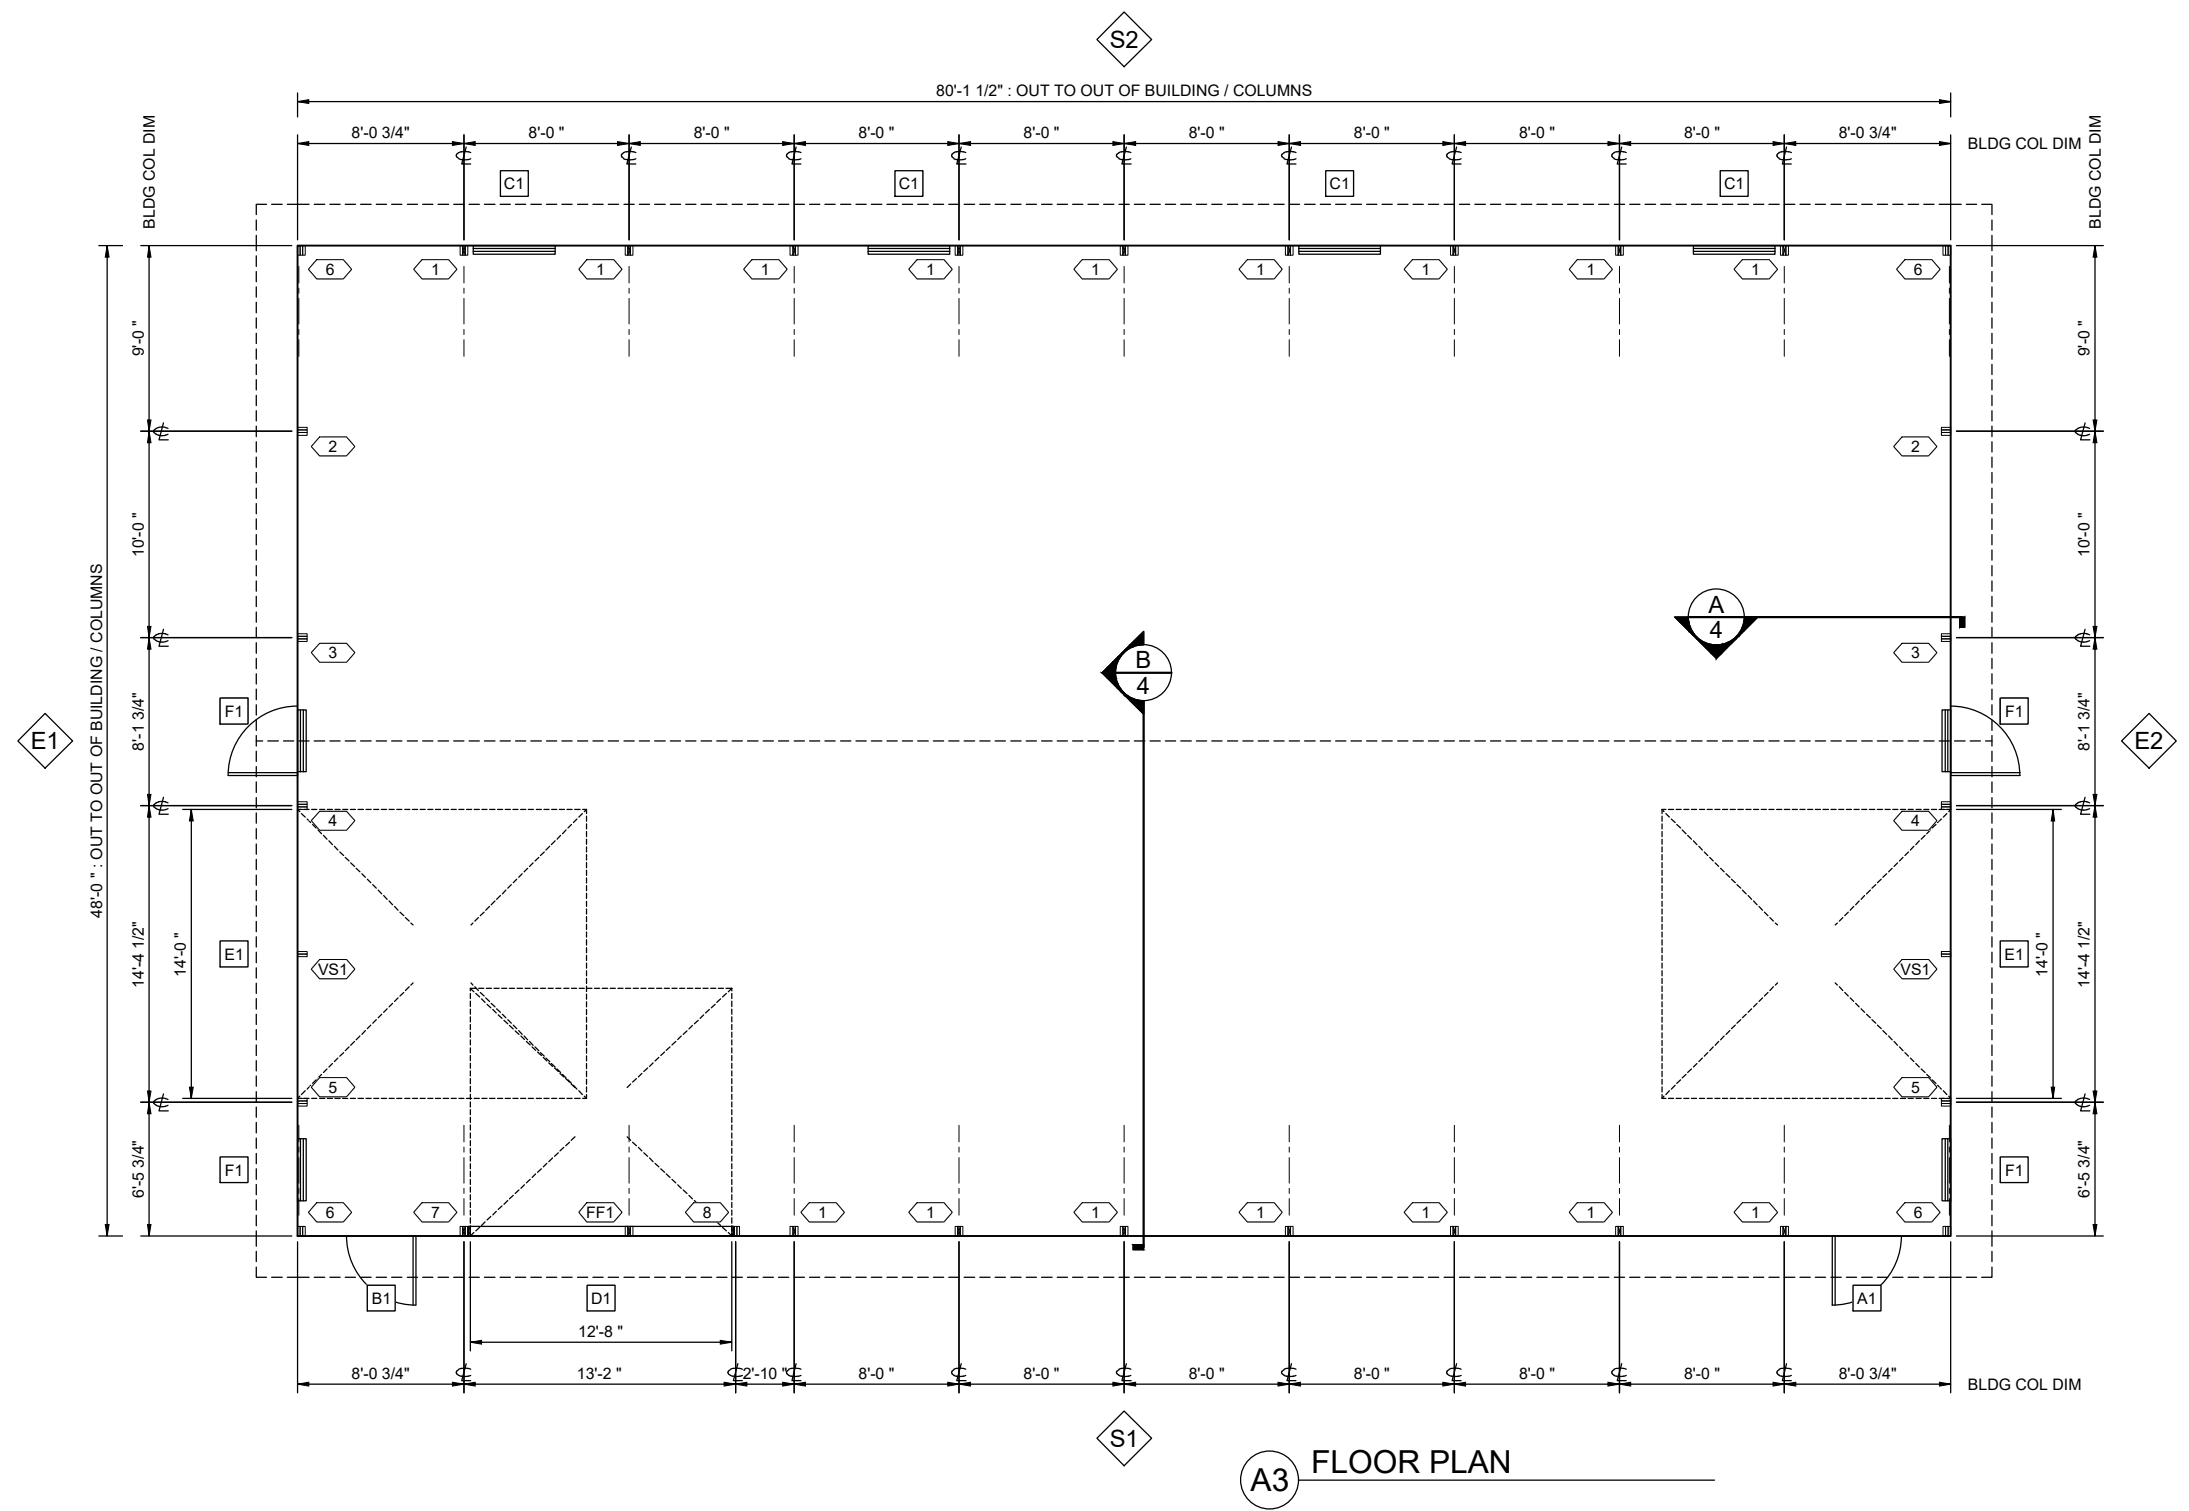 S2
80'-1 1/2" : OUT TO OUT OF BUILDING / COLUMNS
8'-0 3/4" 8'-0 " 8'-0 " 8'-0 " 8'-0 " 8'-0 " 8'-0 " 8'-0 " 8'-0 " 8'-0 3/4" BLDG COL DIM
BLDG COL DIM
BLDG COL DIM
C1 C1 C1 C1
6 1 1 1 1 1 1 1 1 1 6
9'-0 " 9'-0 "
2 2
10'-0 " 10'-0 "
48'-0 " : OUT TO OUT OF BUILDING / COLUMNS
A
4
3 3
B
4
8'-1 3/4" 8'-1 3/4"
F1 F1
E1 E2
4 4
14'-4 1/2" 14'-0 " E1 E1 14'-0 " 14'-4 1/2"
VS1 VS1
5 5
6'-5 3/4" F1 F1 6'-5 3/4"
6 7 FF1 8 1 1 1 1 1 1 1 6
B1 D1 A1
12'-8 "
8'-0 3/4" 13'-2 " 2'-10 " 8'-0 " 8'-0 " 8'-0 " 8'-0 " 8'-0 " 8'-0 " 8'-0 3/4" BLDG COL DIM
S1
A3 FLOOR PLAN